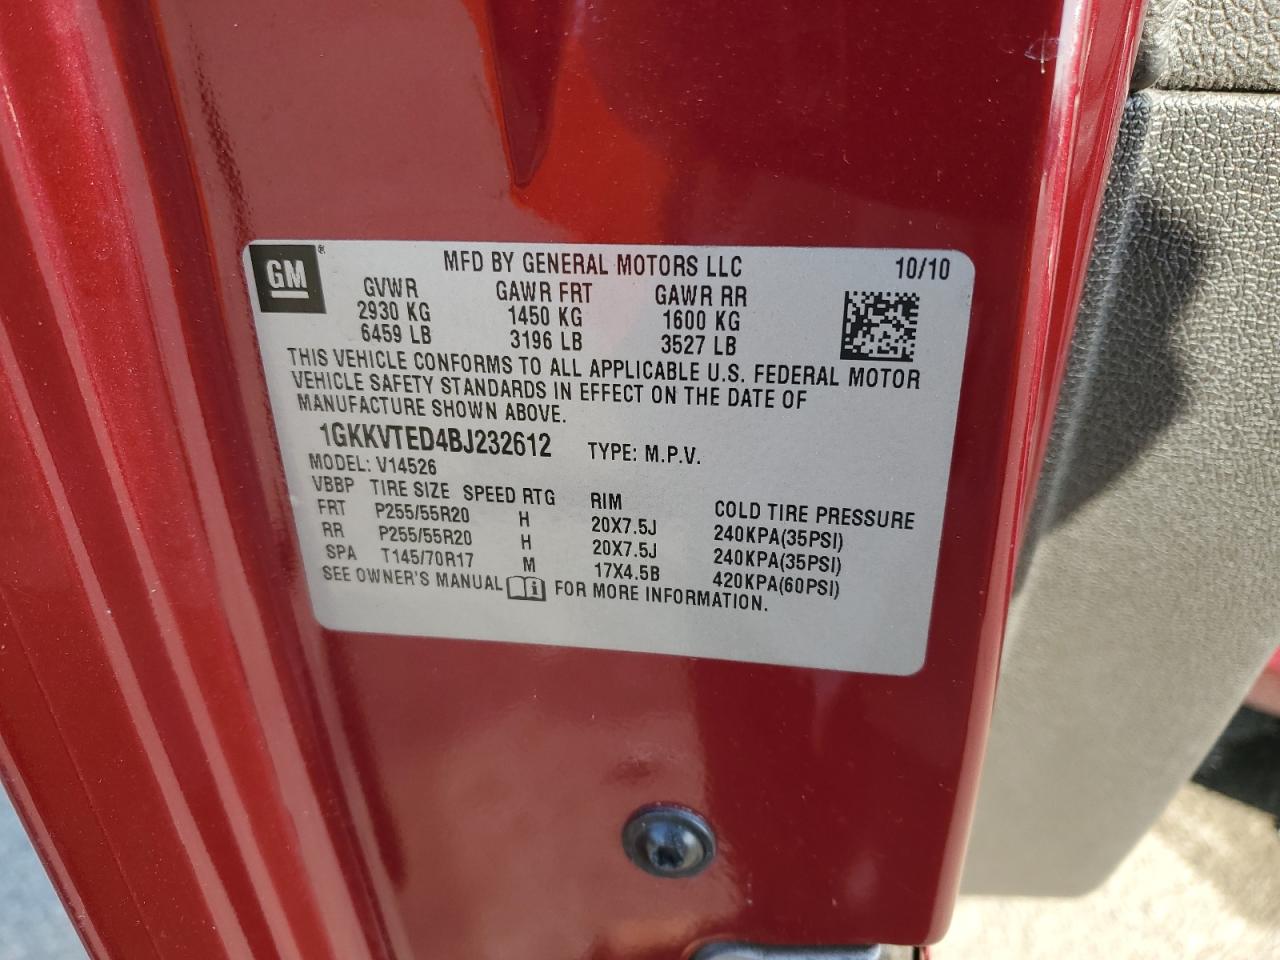 GM ® MFD BY GENERAL MOTORS LLC 10/10
GVWR GAWR FRT GAWR RR
2930 KG 1450 KG 1600 KG
6459 LB 3196 LB 3527 LB
THIS VEHICLE CONFORMS TO ALL APPLICABLE U.S. FEDERAL MOTOR
VEHICLE SAFETY STANDARDS IN EFFECT ON THE DATE OF
MANUFACTURE SHOWN ABOVE.
1GKKVTED4BJ232612 TYPE: M.P.V.
MODEL: V14526
VBBP TIRE SIZE SPEED RTG RIM COLD TIRE PRESSURE
FRT P255/55R20 H 20X7.5J 240KPA(35PSI)
RR P255/55R20 H 20X7.5J 240KPA(35PSI)
SPA T145/70R17 M 17X4.5B 420KPA(60PSI)
SEE OWNER'S MANUAL i FOR MORE INFORMATION.